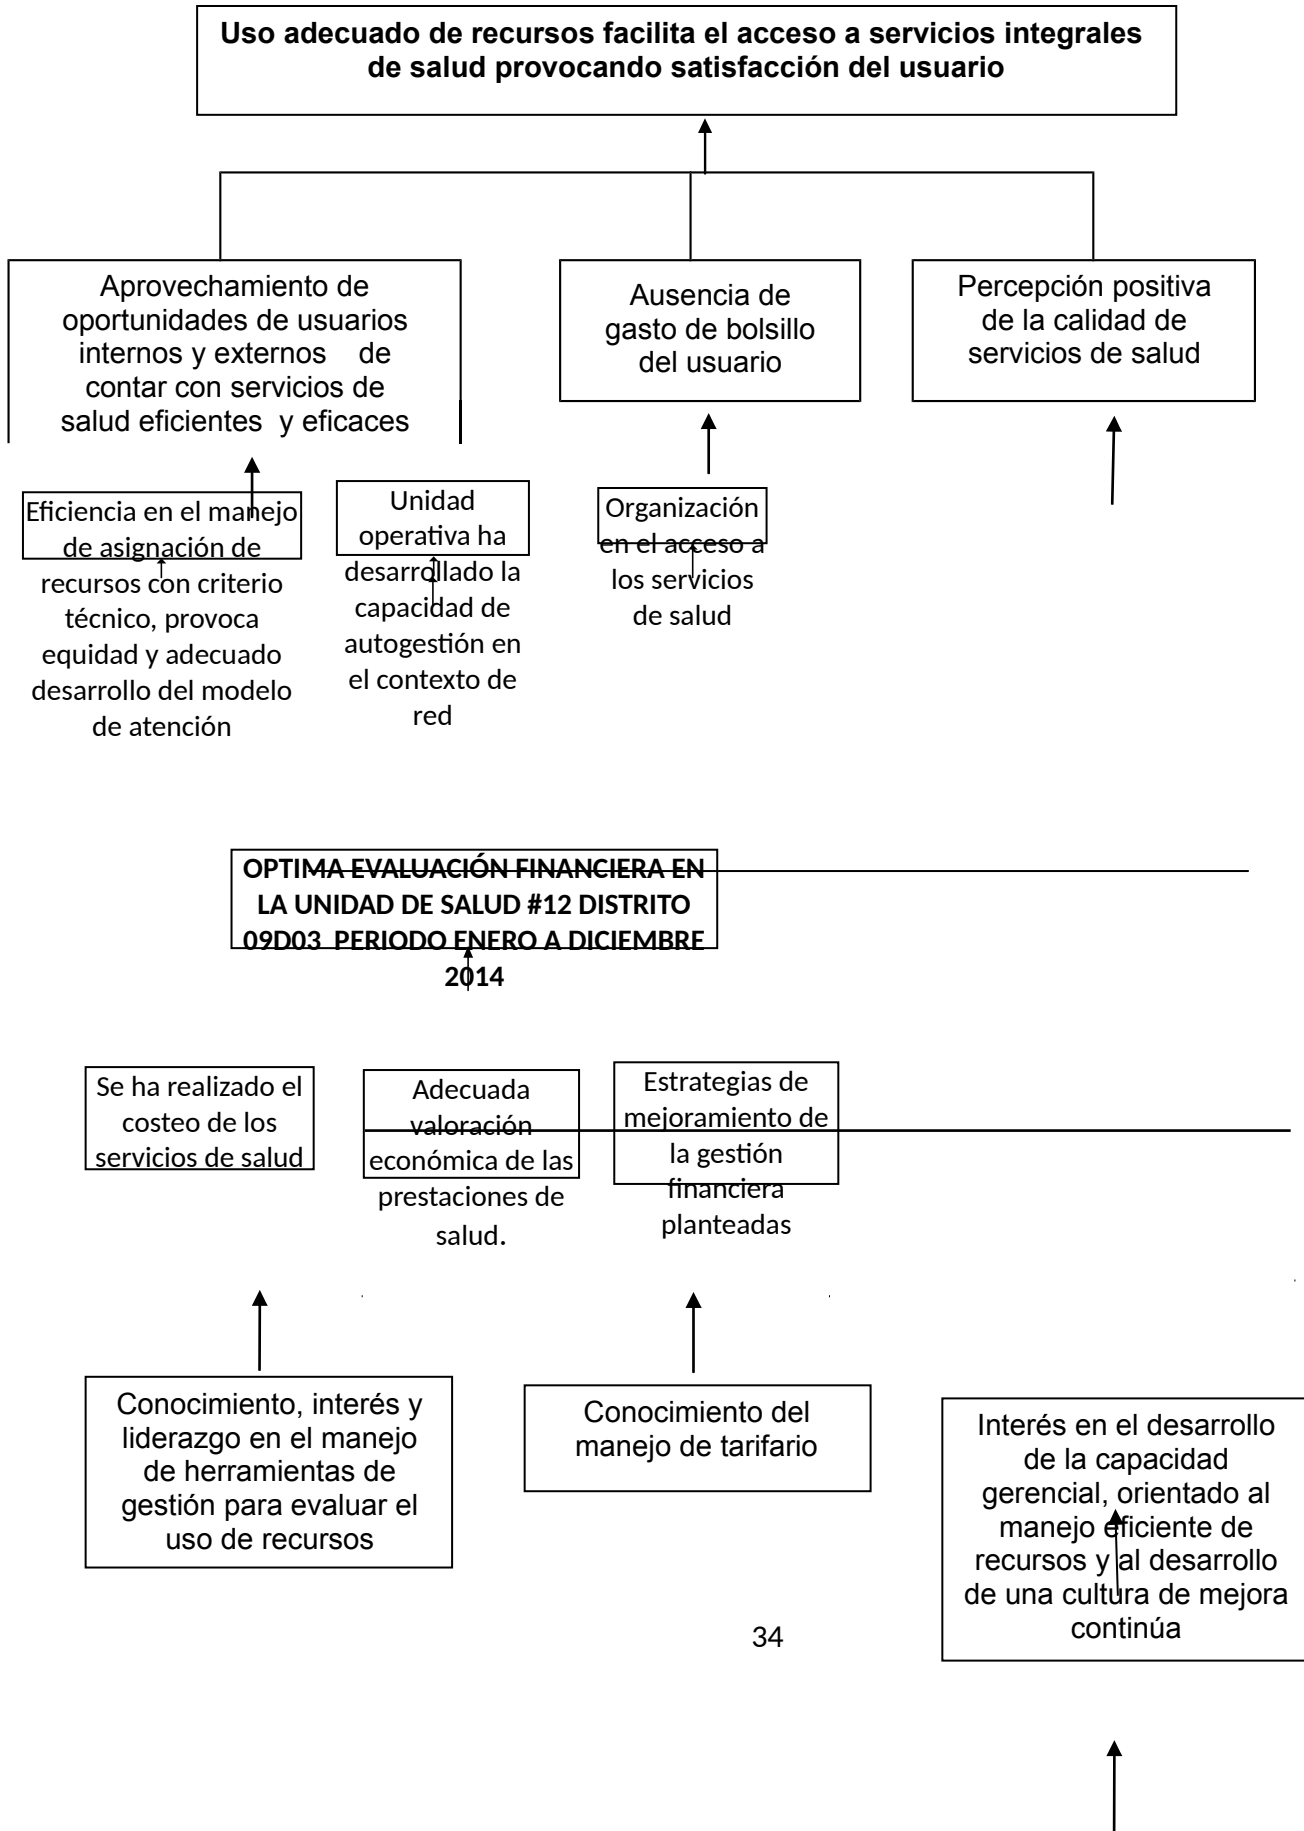 Uso adecuado de recursos facilita el acceso a servicios integrales
de salud provocando satisfacción del usuario
Aprovechamiento de
oportunidades de usuarios
internos y externos de
contar con servicios de
salud eficientes y eficaces
Ausencia de
gasto de bolsillo
del usuario
Percepción positiva
de la calidad de
servicios de salud
Eficiencia en el manejo
de asignación de
recursos con criterio
técnico, provoca
equidad y adecuado
desarrollo del modelo
de atención
Unidad
operativa ha
desarrollado la
capacidad de
autogestión en
el contexto de
red
Organización
en el acceso a
los servicios
de salud
OPTIMA EVALUACIÓN FINANCIERA EN
LA UNIDAD DE SALUD #12 DISTRITO
09D03 PERIODO ENERO A DICIEMBRE
2014
Se ha realizado el
costeo de los
servicios de salud
Adecuada
valoración
económica de las
prestaciones de
salud.
Estrategias de
mejoramiento de
la gestión
financiera
planteadas
Conocimiento, interés y
liderazgo en el manejo
de herramientas de
gestión para evaluar el
uso de recursos
Conocimiento del
manejo de tarifario
Interés en el desarrollo
de la capacidad
gerencial, orientado al
manejo eficiente de
recursos y al desarrollo
de una cultura de mejora
continúa
34